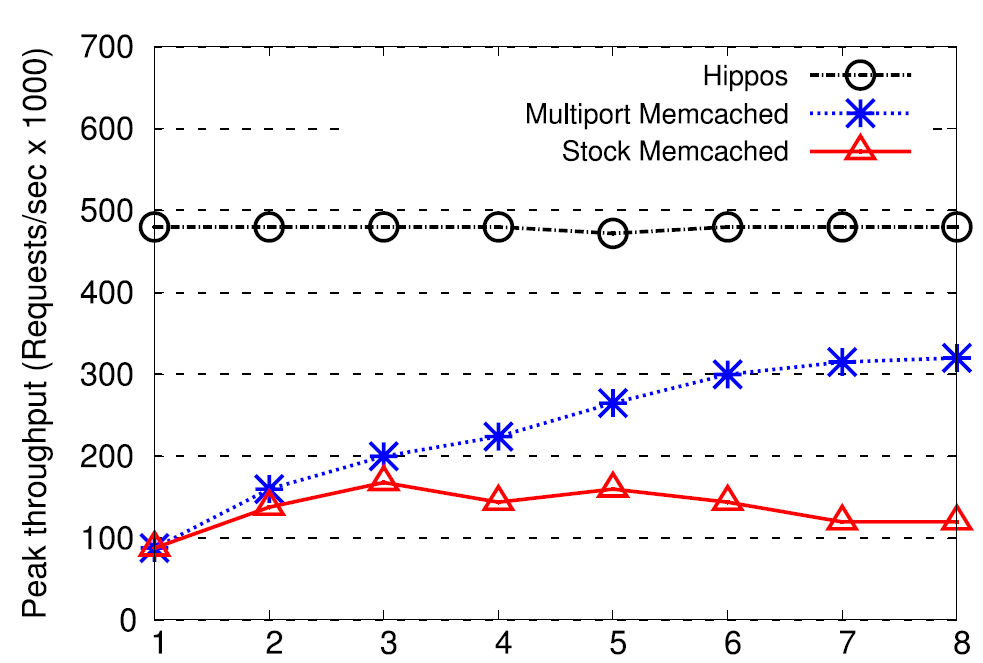 Peak throughput (Requests/sec x 1000)
700
600
500
400
300
200
100
0
Hippos
Multiport Memcached
Stock Memcached
1 2 3 4 5 6 7 8